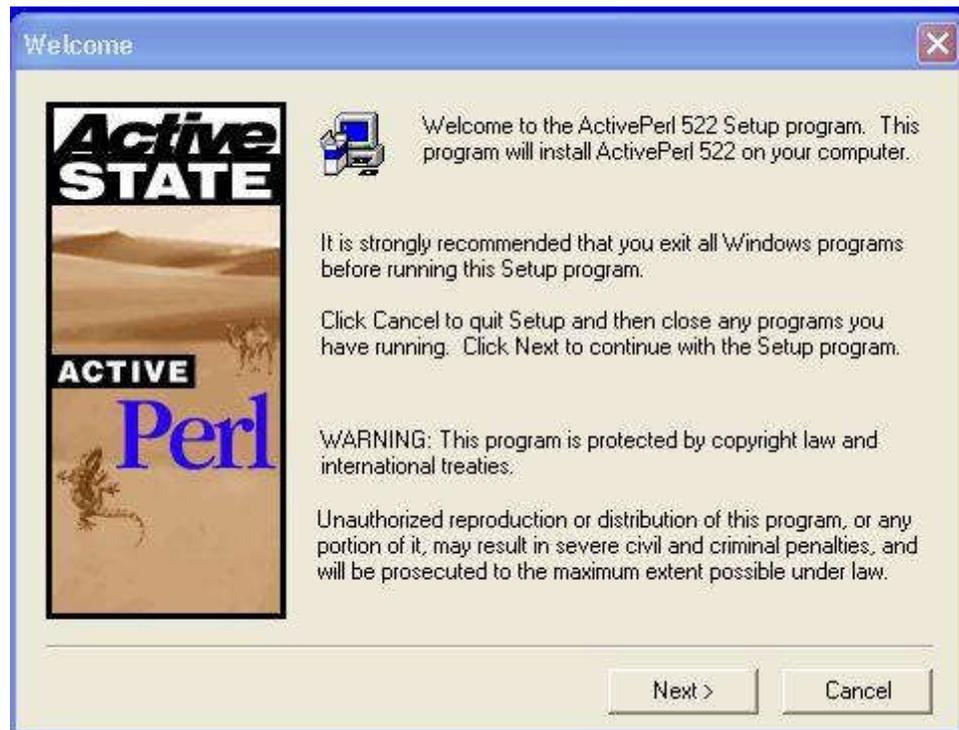 Welcome
Active
STATE
ACTIVE
Perl
Welcome to the ActivePerl 522 Setup program. This
program will install ActivePerl 522 on your computer.
It is strongly recommended that you exit all Windows programs
before running this Setup program.
Click Cancel to quit Setup and then close any programs you
have running. Click Next to continue with the Setup program.
WARNING: This program is protected by copyright law and
international treaties.
Unauthorized reproduction or distribution of this program, or any
portion of it, may result in severe civil and criminal penalties, and
will be prosecuted to the maximum extent possible under law.
Next >
Cancel